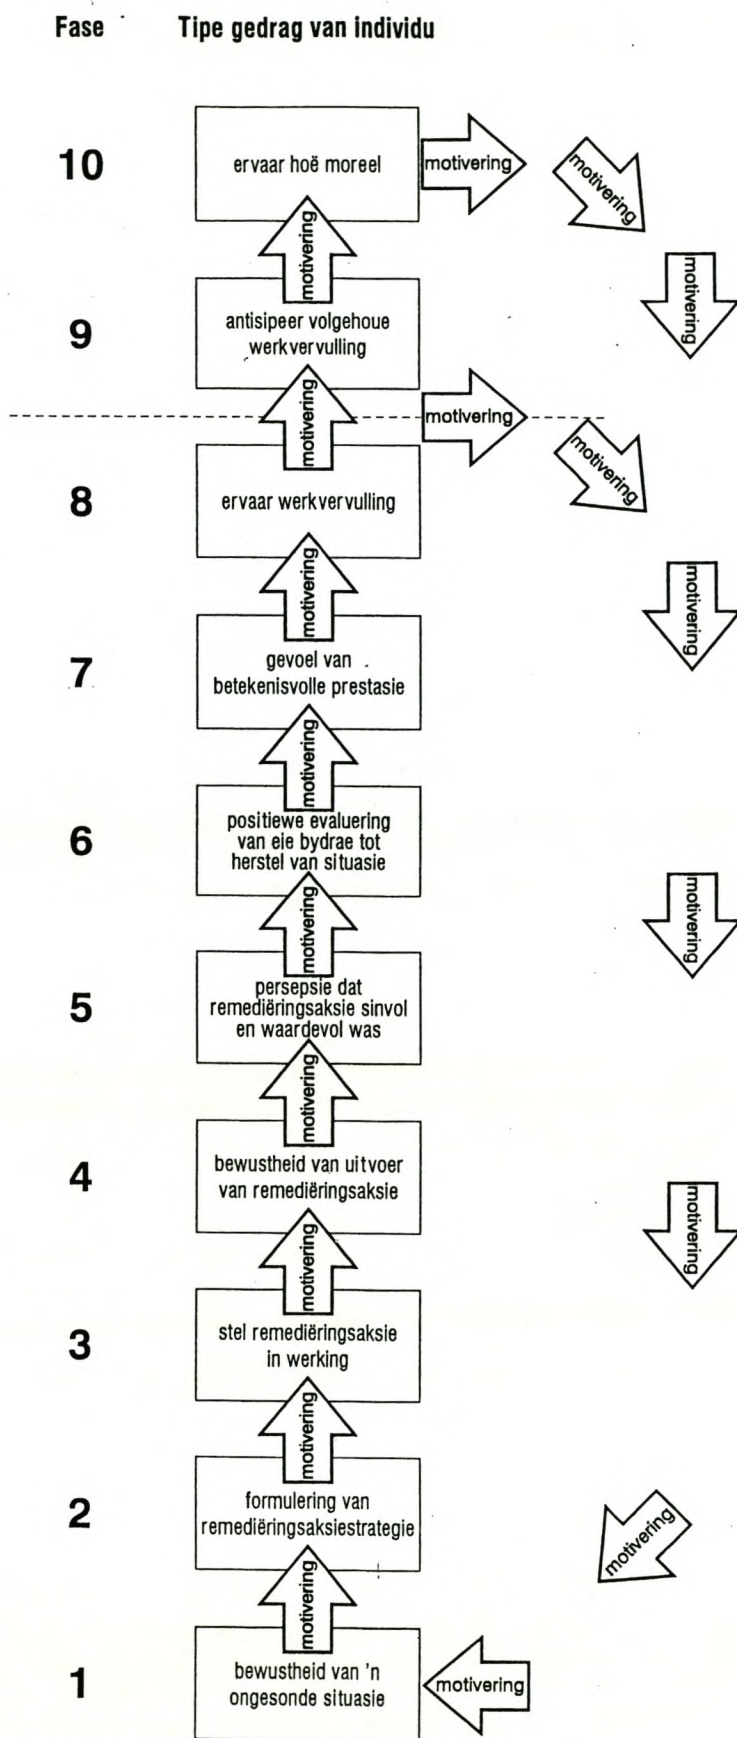 Fase Tipe gedrag van individu
10
ervaar hoë moreel
motivering
motivering
motivering
motivering
9
antisipeer volgehoue
werkvervulling
motivering
motivering
motivering
8
ervaar werkvervulling
motivering
motivering
7
gevoel van
betekenisvolle prestasie
motivering
6
positiewe evaluering
van eie bydrae tot
herstel van situasie
motivering
motivering
5
persepsie dat
remediëringsaksie sinvol
en waardevol was
motivering
4
bewustheid van uitvoer
van remediëringsaksie
motivering
motivering
3
stel remediëringsaksie
in werking
motivering
2
formulering van
remediëringsaksiestrategie
motivering
motivering
1
bewustheid van 'n
ongesonde situasie
motivering